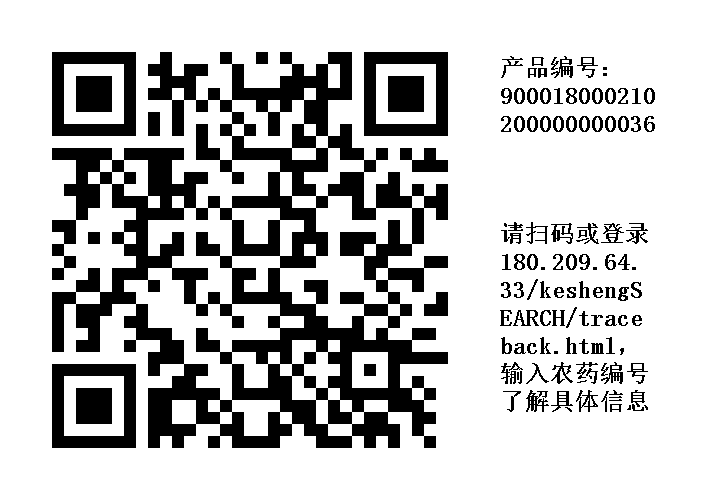 产品编号：
900018000210
200000000036
请扫码或登录
180.209.64.
33/keshengS
EARCH/trace
back.html，
输入农药编号
了解具体信息